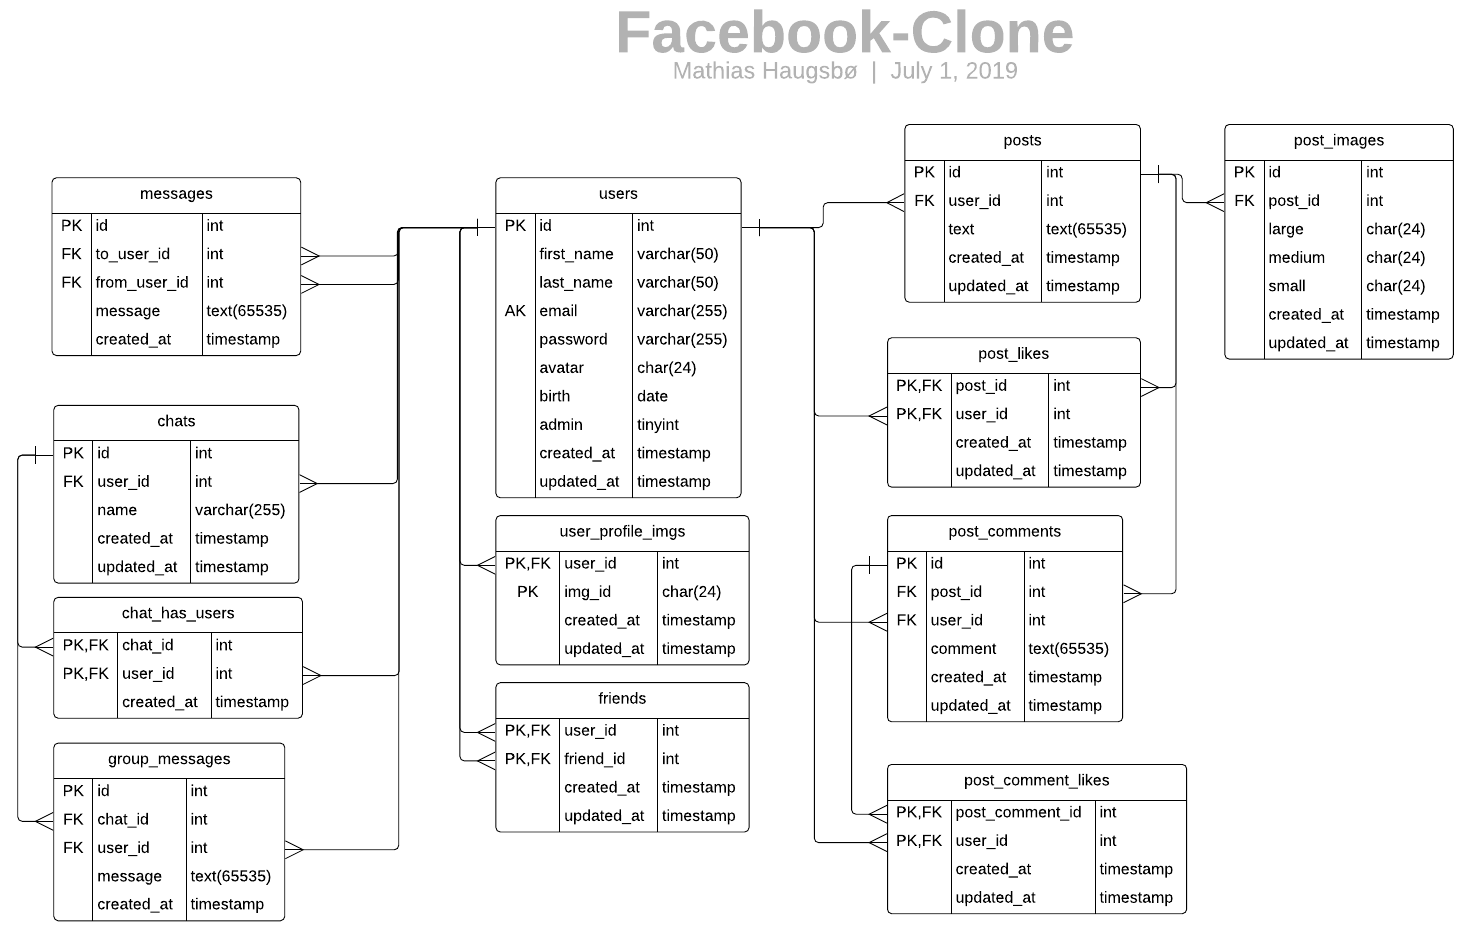 Facebook-Clone
Mathias Haugsbø | July 1, 2019
messages
PK id int
FK to_user_id int
FK from_user_id int
message text(65535)
created_at timestamp
chats
PK id int
FK user_id int
name varchar(255)
created_at timestamp
updated_at timestamp
chat_has_users
PK,FK chat_id int
PK,FK user_id int
created_at timestamp
group_messages
PK id int
FK chat_id int
FK user_id int
message text(65535)
created_at timestamp
users
PK id int
first_name varchar(50)
last_name varchar(50)
AK email varchar(255)
password varchar(255)
avatar char(24)
birth date
admin tinyint
created_at timestamp
updated_at timestamp
user_profile_imgs
PK,FK user_id int
PK img_id char(24)
created_at timestamp
updated_at timestamp
friends
PK,FK user_id int
PK,FK friend_id int
created_at timestamp
updated_at timestamp
posts
PK id int
FK user_id int
text text(65535)
created_at timestamp
updated_at timestamp
post_likes
PK,FK post_id int
PK,FK user_id int
created_at timestamp
updated_at timestamp
post_comments
PK id int
FK post_id int
FK user_id int
comment text(65535)
created_at timestamp
updated_at timestamp
post_comment_likes
PK,FK post_comment_id int
PK,FK user_id int
created_at timestamp
updated_at timestamp
post_images
PK id int
FK post_id int
large char(24)
medium char(24)
small char(24)
created_at timestamp
updated_at timestamp